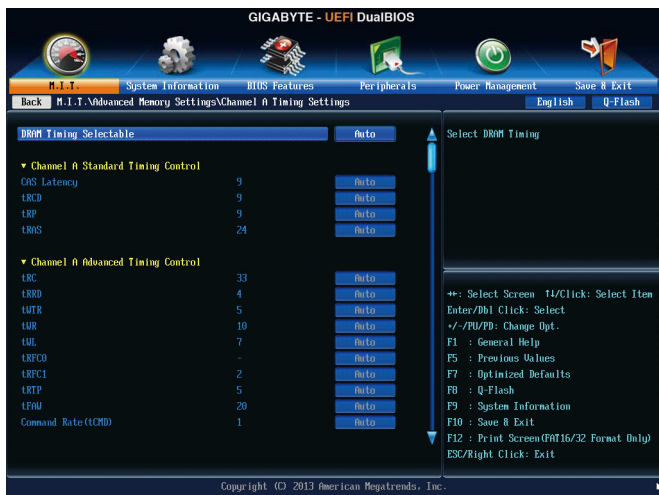 GIGABYTE - UEFI DualBIOS
M.I.T. System Information BIOS Features Peripherals Power Management Save & Exit
Back M.I.T.\Advanced Memory Settings\Channel A Timing Settings English Q-Flash
DRAM Timing Selectable Auto
▼ Channel A Standard Timing Control
CAS Latency 9 Auto
tRCD 9 Auto
tRP 9 Auto
tRAS 24 Auto
▼ Channel A Advanced Timing Control
tRC 33 Auto
tRRD 4 Auto
tWTR 5 Auto
tWR 10 Auto
tWL 7 Auto
tRFC0 - Auto
tRFC1 2 Auto
tRTP 5 Auto
tFAW 20 Auto
Command Rate(tCMD) 1 Auto
Select DRAM Timing
→←: Select Screen ↑↓/Click: Select Item
Enter/Dbl Click: Select
+/-/PU/PD: Change Opt.
F1 : General Help
F5 : Previous Values
F7 : Optimized Defaults
F8 : Q-Flash
F9 : System Information
F10 : Save & Exit
F12 : Print Screen(FAT16/32 Format Only)
ESC/Right Click: Exit
Copyright (C) 2013 American Megatrends, Inc.